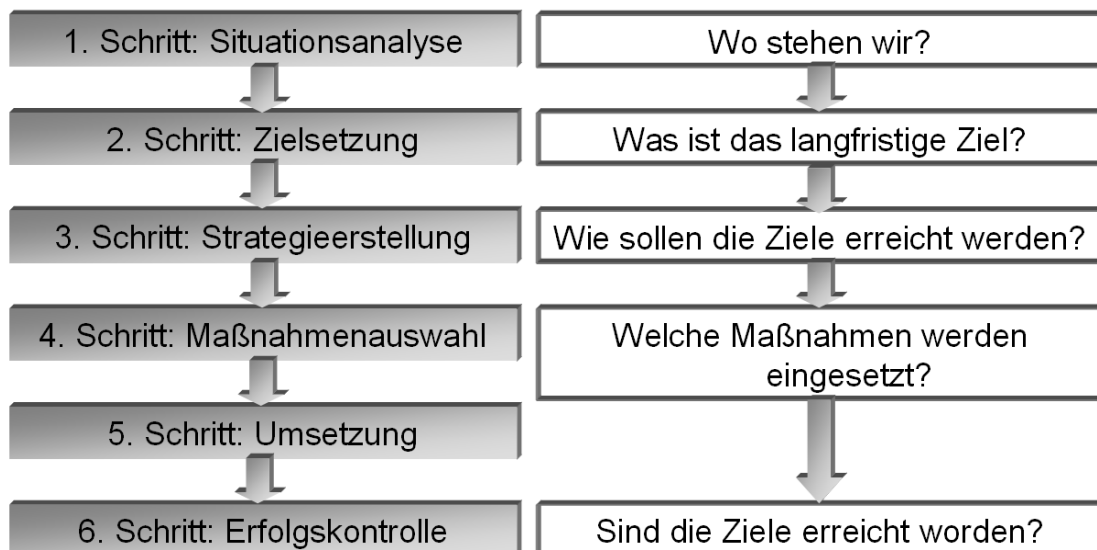 1. Schritt: Situationsanalyse
Wo stehen wir?
2. Schritt: Zielsetzung
Was ist das langfristige Ziel?
3. Schritt: Strategieerstellung
Wie sollen die Ziele erreicht werden?
4. Schritt: Maßnahmenauswahl
Welche Maßnahmen werden
eingesetzt?
5. Schritt: Umsetzung
6. Schritt: Erfolgskontrolle
Sind die Ziele erreicht worden?